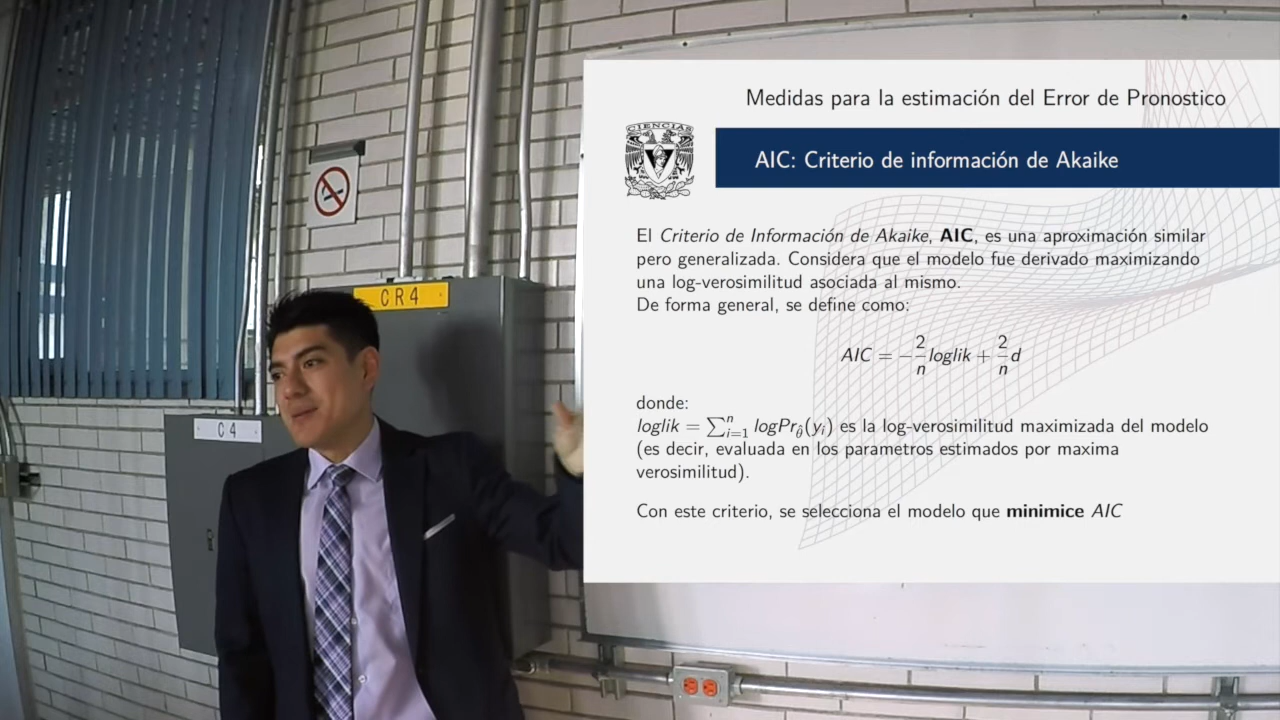 Medidas para la estimación del Error de Pronostico
CIENCIAS
AIC: Criterio de información de Akaike
El Criterio de Información de Akaike, AIC, es una aproximación similar
pero generalizada. Considera que el modelo fue derivado maximizando
una log-verosimilitud asociada al mismo.
De forma general, se define como:
AIC = −2/n loglik + 2/n d
donde:
loglik = ∑ⁿᵢ₌₁ logPr_θ̂(yᵢ) es la log-verosimilitud maximizada del modelo
(es decir, evaluada en los parametros estimados por maxima
verosimilitud).
Con este criterio, se selecciona el modelo que minimice AIC
CR4
C4